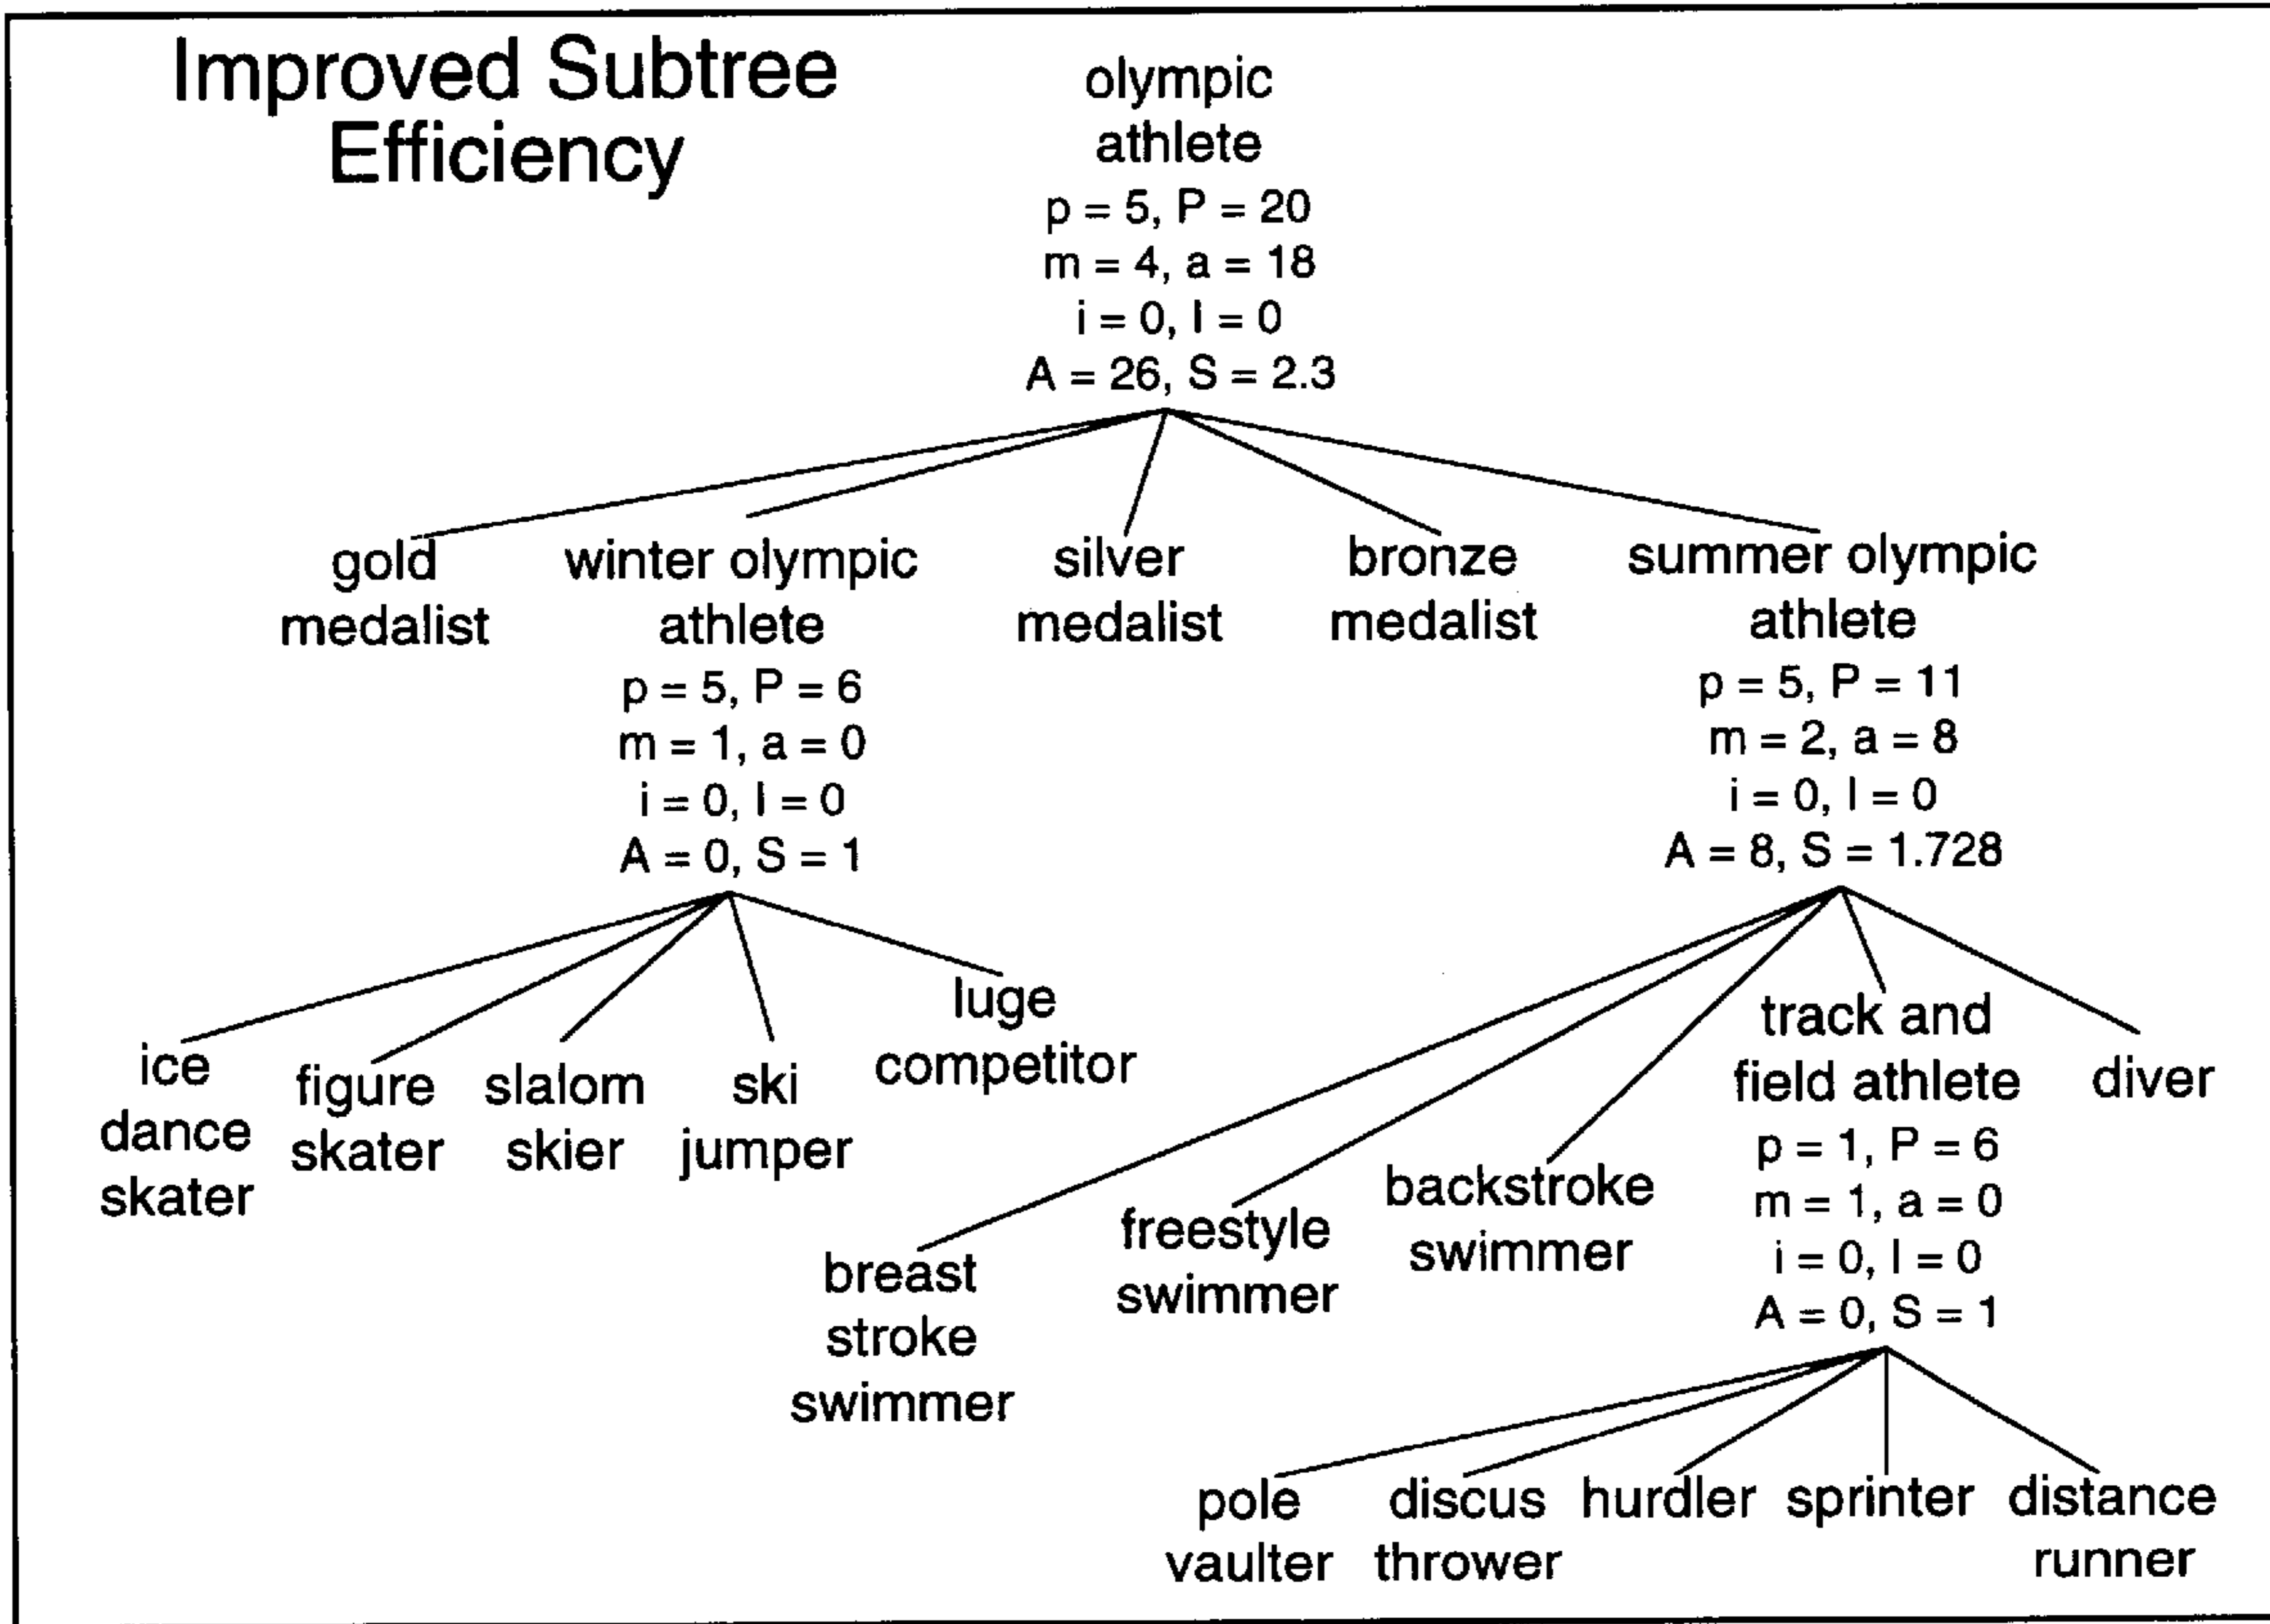 Improved Subtree
Efficiency
olympic
athlete
p = 5, P = 20
m = 4, a = 18
i = 0, I = 0
A = 26, S = 2.3
gold
medalist
winter olympic
athlete
p = 5, P = 6
m = 1, a = 0
i = 0, I = 0
A = 0, S = 1
silver
medalist
bronze
medalist
summer olympic
athlete
p = 5, P = 11
m = 2, a = 8
i = 0, I = 0
A = 8, S = 1.728
ice
dance
skater
figure
skater
slalom
skier
ski
jumper
luge
competitor
breast
stroke
swimmer
freestyle
swimmer
backstroke
swimmer
track and
field athlete
p = 1, P = 6
m = 1, a = 0
i = 0, I = 0
A = 0, S = 1
diver
pole
vaulter
discus
thrower
hurdler
sprinter
distance
runner